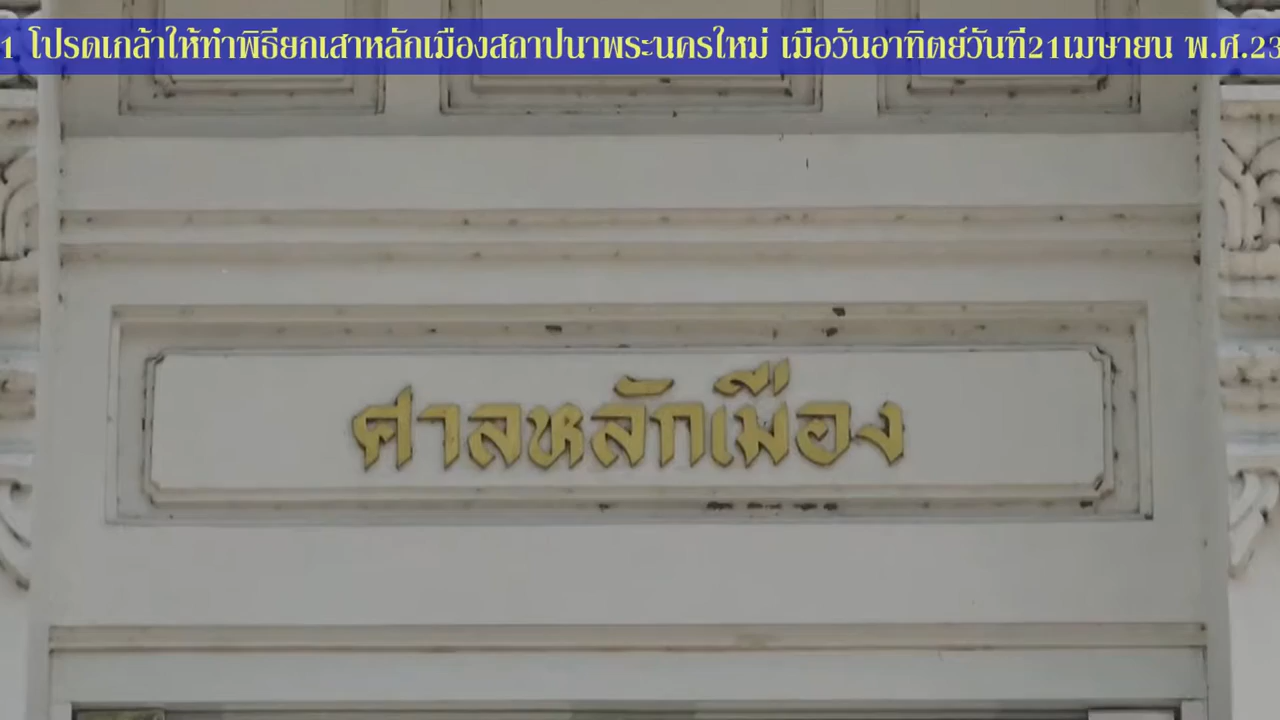 1 โปรดเกล้าให้ทำพิธียกเสาหลักเมืองสถาปนาพระนครใหม่ เมื่อวันอาทิตย์วันที่21เมษายน พ.ศ.23
ศาลหลักเมือง